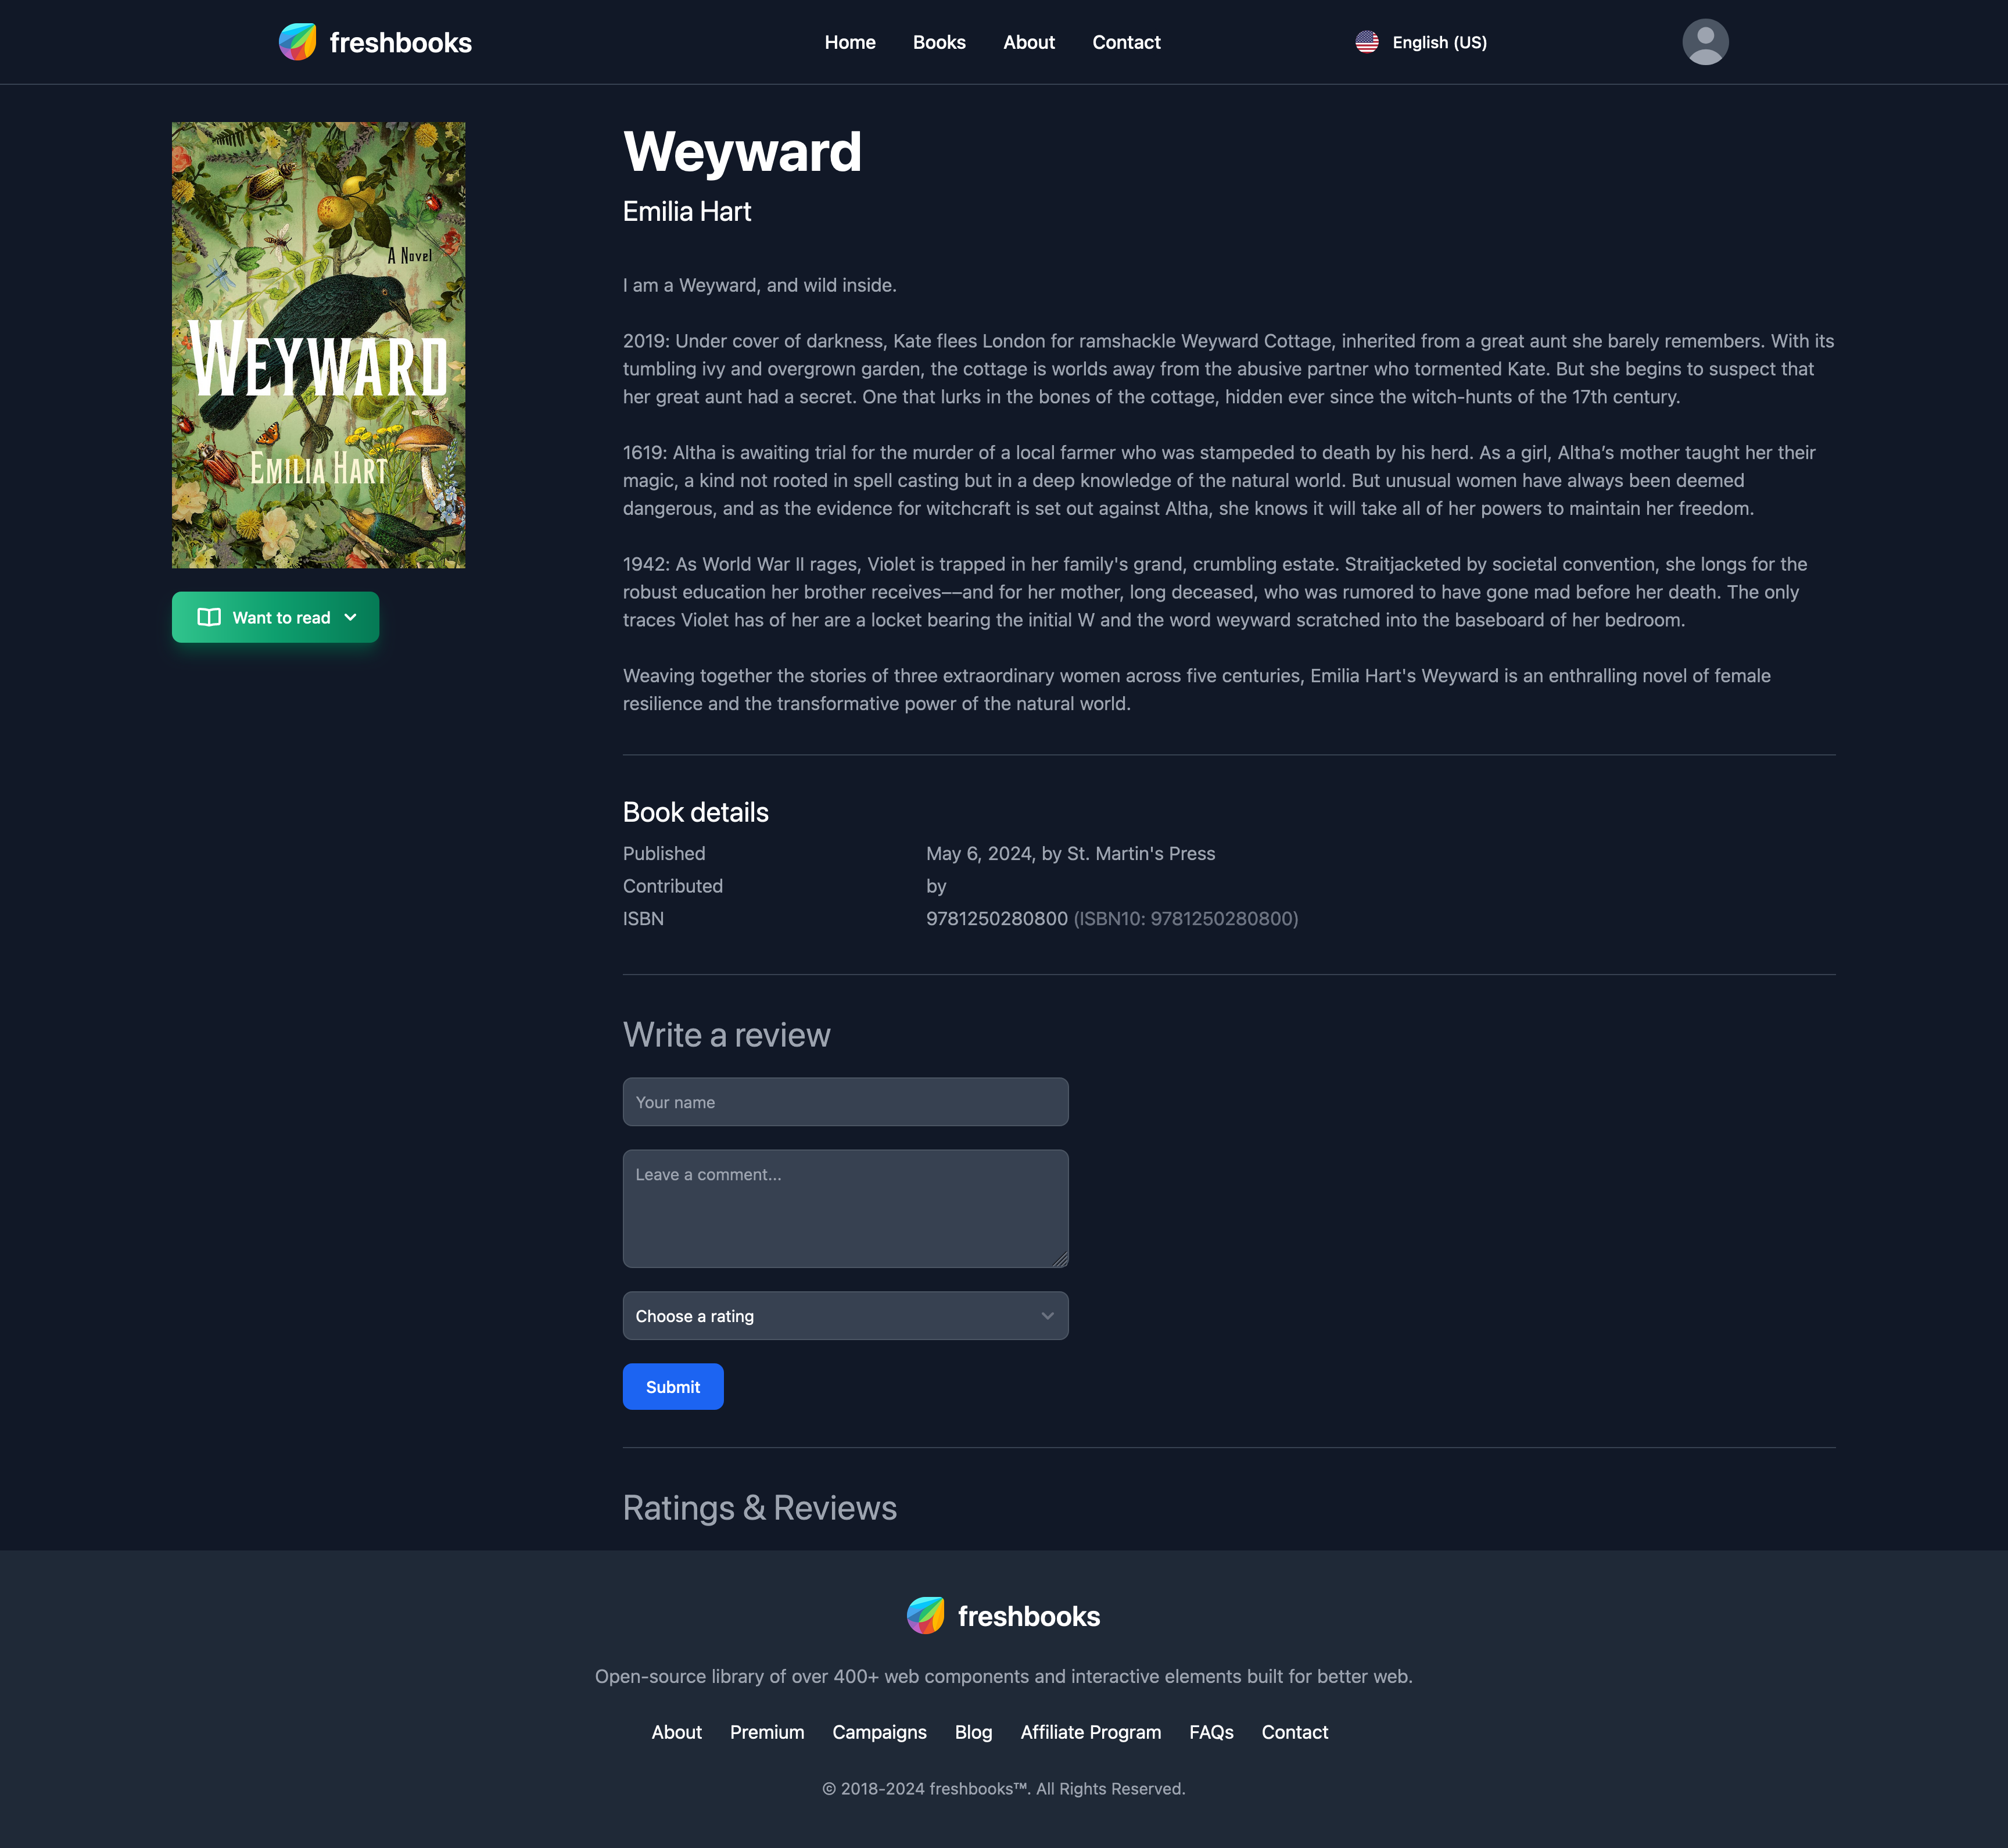 freshbooks
Home
Books
About
Contact
English (US)
A Novel
WEYWARD
EMILIA HART
Want to read
Weyward
Emilia Hart
I am a Weyward, and wild inside.
2019: Under cover of darkness, Kate flees London for ramshackle Weyward Cottage, inherited from a great aunt she barely remembers. With its
tumbling ivy and overgrown garden, the cottage is worlds away from the abusive partner who tormented Kate. But she begins to suspect that
her great aunt had a secret. One that lurks in the bones of the cottage, hidden ever since the witch-hunts of the 17th century.
1619: Altha is awaiting trial for the murder of a local farmer who was stampeded to death by his herd. As a girl, Altha’s mother taught her their
magic, a kind not rooted in spell casting but in a deep knowledge of the natural world. But unusual women have always been deemed
dangerous, and as the evidence for witchcraft is set out against Altha, she knows it will take all of her powers to maintain her freedom.
1942: As World War II rages, Violet is trapped in her family's grand, crumbling estate. Straitjacketed by societal convention, she longs for the
robust education her brother receives––and for her mother, long deceased, who was rumored to have gone mad before her death. The only
traces Violet has of her are a locket bearing the initial W and the word weyward scratched into the baseboard of her bedroom.
Weaving together the stories of three extraordinary women across five centuries, Emilia Hart's Weyward is an enthralling novel of female
resilience and the transformative power of the natural world.
Book details
Published May 6, 2024, by St. Martin's Press
Contributed by
ISBN 9781250280800 (ISBN10: 9781250280800)
Write a review
Your name
Leave a comment...
Choose a rating
Submit
Ratings & Reviews
freshbooks
Open-source library of over 400+ web components and interactive elements built for better web.
About Premium Campaigns Blog Affiliate Program FAQs Contact
© 2018-2024 freshbooks™. All Rights Reserved.